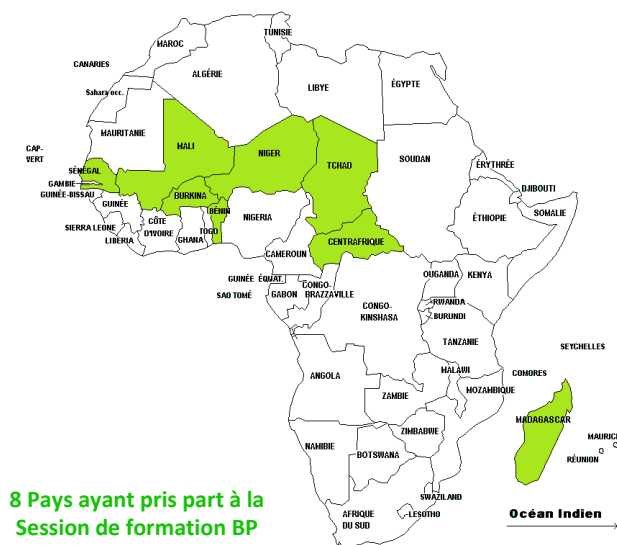 TUNISIE
MAROC
CANARIES
ALGÉRIE
LIBYE
ÉGYPTE
Sahara occ.
MAURITANIE
MALI
NIGER
TCHAD
SOUDAN
CAP-
VERT
SÉNÉGAL
ÉRYTHRÉE
GAMBIE
DJIBOUTI
GUINÉE-BISSAU
BURKINA
GUINÉE
BÉNIN
NIGERIA
ÉTHIOPIE
SOMALIE
SIERRA LEONE
CÔTE
D'IVOIRE
TOGO
LIBERIA
GHANA
CENTRAFRIQUE
CAMEROUN
GUINÉE ÉQUAT.
SAO TOMÉ
GABON
CONGO-
BRAZZAVILLE
OUGANDA
KENYA
CONGO-
KINSHASA
RWANDA
BURUNDI
TANZANIE
SEYCHELLES
ANGOLA
MALAWI
COMORES
ZAMBIE
MOZAMBIQUE
MADAGASCAR
ZIMBABWE
MAURICE
NAMIBIE
BOTSWANA
RÉUNION
SWAZILAND
AFRIQUE
DU SUD
LESOTHO
Océan Indien
8 Pays ayant pris part à la
Session de formation BP